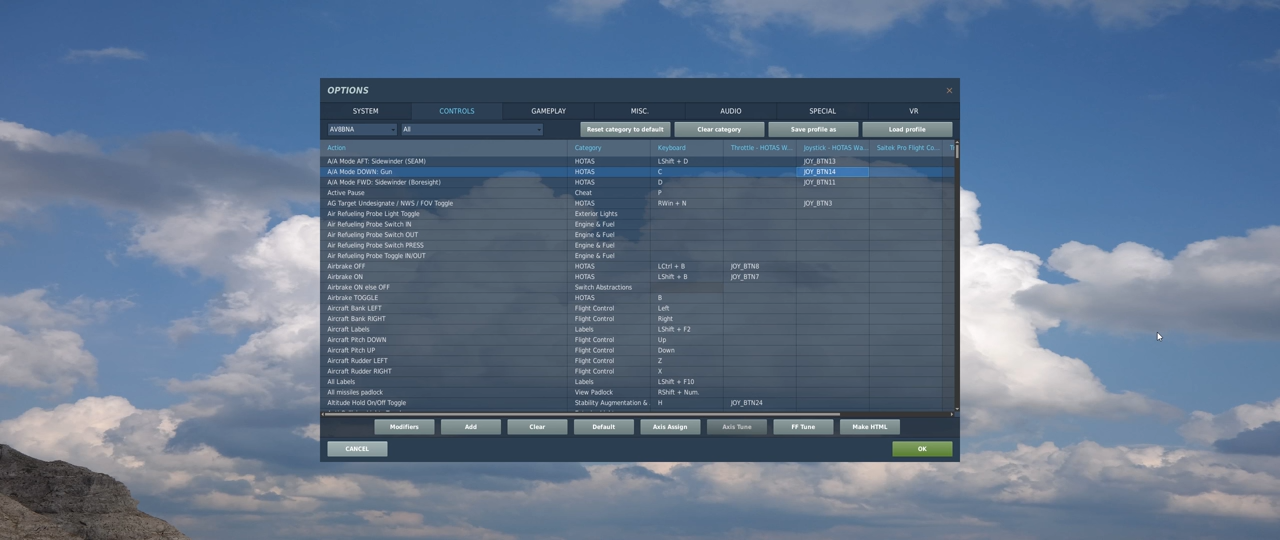 OPTIONS
SYSTEM CONTROLS GAMEPLAY MISC. AUDIO SPECIAL VR
AV8BNA All Reset category to default Clear category Save profile as Load profile
Action Category Keyboard Throttle - HOTAS W... Joystick - HOTAS Wa... Saitek Pro Flight Co...
A/A Mode AFT: Sidewinder (SEAM) HOTAS LShift + D JOY_BTN13
A/A Mode DOWN: Gun HOTAS C JOY_BTN14
A/A Mode FWD: Sidewinder (Boresight) HOTAS D JOY_BTN11
Active Pause Cheat P
AG Target Undesignate / NWS / FOV Toggle HOTAS RWin + N JOY_BTN3
Air Refueling Probe Light Toggle Exterior Lights
Air Refueling Probe Switch IN Engine & Fuel
Air Refueling Probe Switch OUT Engine & Fuel
Air Refueling Probe Switch PRESS Engine & Fuel
Air Refueling Probe Toggle IN/OUT Engine & Fuel
Airbrake OFF HOTAS LCtrl + B JOY_BTN8
Airbrake ON HOTAS LShift + B JOY_BTN7
Airbrake ON else OFF Switch Abstractions
Airbrake TOGGLE HOTAS B
Aircraft Bank LEFT Flight Control Left
Aircraft Bank RIGHT Flight Control Right
Aircraft Labels Labels LShift + F2
Aircraft Pitch DOWN Flight Control Up
Aircraft Pitch UP Flight Control Down
Aircraft Rudder LEFT Flight Control Z
Aircraft Rudder RIGHT Flight Control X
All Labels Labels LShift + F10
All missiles padlock View Padlock RShift + Num.
Altitude Hold On/Off Toggle Stability Augmentation & H JOY_BTN24
Modifiers Add Clear Default Axis Assign Axis Tune FF Tune Make HTML
CANCEL OK